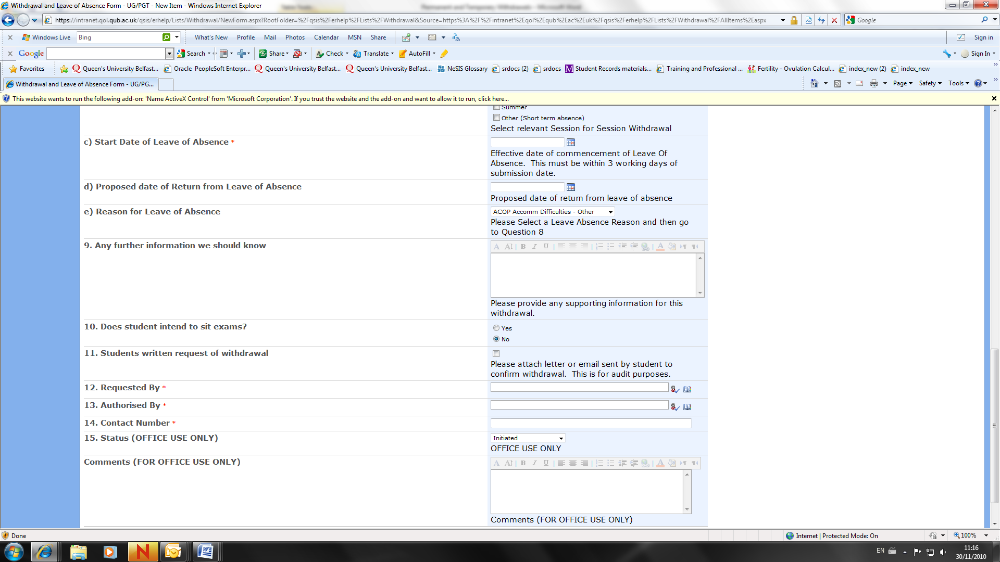 Withdrawal and Leave of Absence Form - UG/PGT - New Item - Windows Internet Explorer
https://intranet.qol.qub.ac.uk/qsis/erhelp/Lists/Withdrawal/NewForm.aspx?RootFolder=%2Fqsis%2Ferhelp%2FLists%2FWithdrawal&Source=https%3A%2F%2Fintranet%2Eqol%2Equb%2Eac%2Euk%2Fqsis%2Ferhelp%2FLists%2FWithdrawal%2FAllItems%2Easpx
Google
x Windows Live Bing What's New Profile Mail Photos Calendar MSN Share Sign in
x Google Search Share Check Translate AutoFill Sign In
Favorites Queen's University Belfast... Oracle PeopleSoft Enterpr... Queen's University Belfast... Queen's University Belfast... NeSIS Glossary srdocs (2) srdocs Student Records materials... Training and Professional ... Fertility - Ovulation Calcul... index_new (2) index_new
Withdrawal and Leave of Absence Form - UG/PG... Page Safety Tools
This website wants to run the following add-on: 'Name ActiveX Control' from 'Microsoft Corporation'. If you trust the website and the add-on and want to allow it to run, click here...
Summer
Other (Short term absence)
Select relevant Session for Session Withdrawal
c) Start Date of Leave of Absence *
Effective date of commencement of Leave Of
Absence. This must be within 3 working days of
submission date.
d) Proposed date of Return from Leave of Absence
Proposed date of return from leave of absence
e) Reason for Leave of Absence
ACOP Accomm Difficulties - Other
Please Select a Leave Absence Reason and then go
to Question 8
9. Any further information we should know
A A B I U A
Please provide any supporting information for this
withdrawal.
10. Does student intend to sit exams?
Yes
No
11. Students written request of withdrawal
Please attach letter or email sent by student to
confirm withdrawal. This is for audit purposes.
12. Requested By *
13. Authorised By *
14. Contact Number *
15. Status (OFFICE USE ONLY)
Initiated
OFFICE USE ONLY
Comments (FOR OFFICE USE ONLY)
A A B I U A
Comments (FOR OFFICE USE ONLY)
Done Internet | Protected Mode: On 100%
EN 11:16
30/11/2010